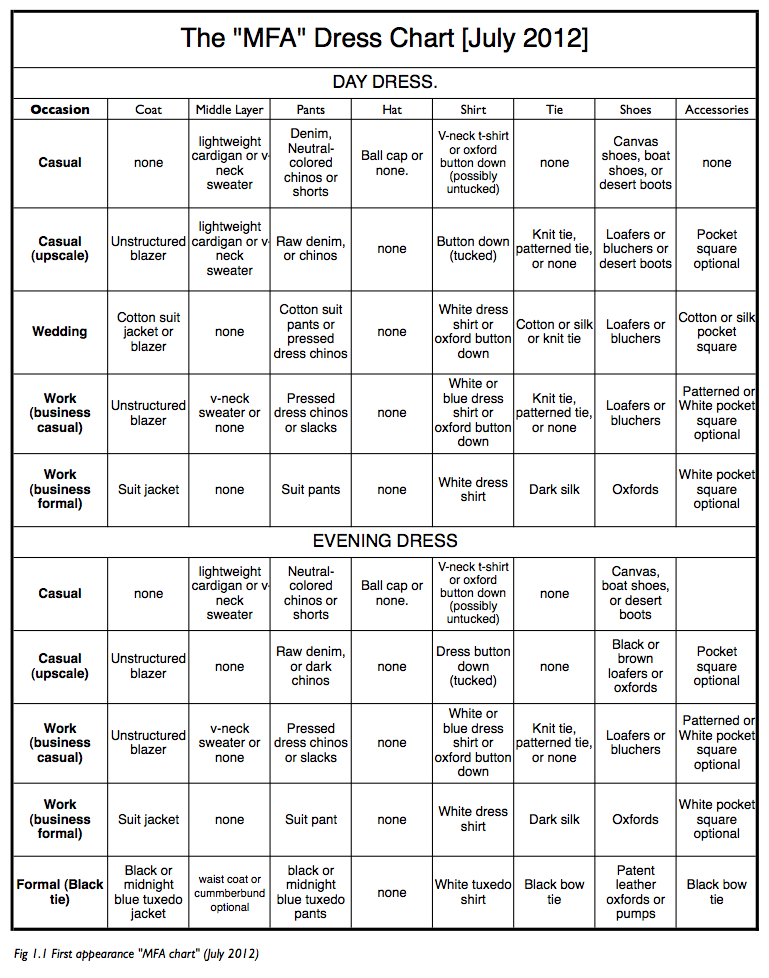 The "MFA" Dress Chart [July 2012]
DAY DRESS.
Occasion Coat Middle Layer Pants Hat Shirt Tie Shoes Accessories
Casual
none
lightweight
cardigan or v-
neck
sweater
Denim,
Neutral-
colored
chinos or
shorts
Ball cap or
none.
V-neck t-shirt
or oxford
button down
(possibly
untucked)
none
Canvas
shoes, boat
shoes, or
desert boots
none
Casual
(upscale)
Unstructured
blazer
lightweight
cardigan or v-
neck
sweater
Raw denim,
or chinos
none
Button down
(tucked)
Knit tie,
patterned tie,
or none
Loafers or
bluchers or
desert boots
Pocket
square
optional
Wedding
Cotton suit
jacket or
blazer
none
Cotton suit
pants or
pressed
dress chinos
none
White dress
shirt or
oxford button
down
Cotton or silk
or knit tie
Loafers or
bluchers
Cotton or silk
pocket
square
Work
(business
casual)
Unstructured
blazer
v-neck
sweater or
none
Pressed
dress chinos
or slacks
none
White or
blue dress
shirt or
oxford button
down
Knit tie,
patterned tie,
or none
Loafers or
bluchers
Patterned or
White pocket
square
optional
Work
(business
formal)
Suit jacket
none
Suit pants
none
White dress
shirt
Dark silk
Oxfords
White pocket
square
optional
EVENING DRESS
Casual
none
lightweight
cardigan or v-
neck
sweater
Neutral-
colored
chinos or
shorts
Ball cap or
none.
V-neck t-shirt
or oxford
button down
(possibly
untucked)
none
Canvas,
boat shoes,
or desert
boots
Casual
(upscale)
Unstructured
blazer
none
Raw denim,
or dark
chinos
none
Dress button
down
(tucked)
none
Black or
brown
loafers or
oxfords
Pocket
square
optional
Work
(business
casual)
Unstructured
blazer
v-neck
sweater or
none
Pressed
dress chinos
or slacks
none
White or
blue dress
shirt or
oxford button
down
Knit tie,
patterned tie,
or none
Loafers or
bluchers
Patterned or
White pocket
square
optional
Work
(business
formal)
Suit jacket
none
Suit pant
none
White dress
shirt
Dark silk
Oxfords
White pocket
square
optional
Formal (Black
tie)
Black or
midnight
blue tuxedo
jacket
waist coat or
cummberbund
optional
black or
midnight
blue tuxedo
pants
none
White tuxedo
shirt
Black bow
tie
Patent
leather
oxfords or
pumps
Black bow
tie
Fig 1.1 First appearance "MFA chart" (July 2012)